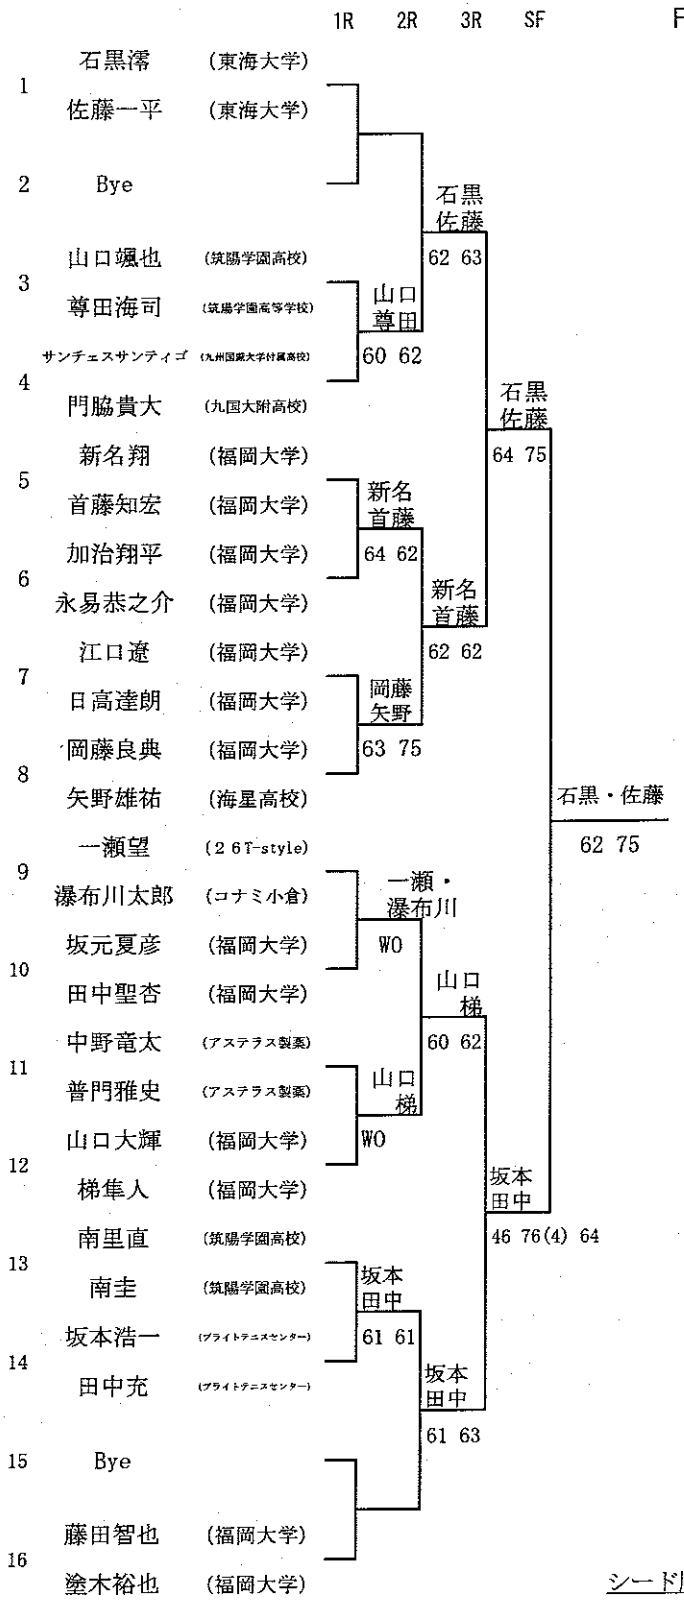 1R 2R 3R SF F
石黒澪 (東海大学)
1
佐藤一平 (東海大学)
2 Bye
石黒
佐藤
62 63
山口颯也 (筑陽学園高校)
3
尊田海司 (筑陽学園高等学校)
山口
尊田
サンチェスサンティゴ (九州国際大学付属高校)
60 62
4
門脇貴大 (九国大附高校)
石黒
佐藤
64 75
新名翔 (福岡大学)
5
首藤知宏 (福岡大学)
新名
首藤
加治翔平 (福岡大学)
64 62
6
永易恭之介 (福岡大学)
新名
首藤
62 62
江口遼 (福岡大学)
7
日高達朗 (福岡大学)
岡藤
矢野
岡藤良典 (福岡大学)
63 75
8
矢野雄祐 (海星高校)
石黒・佐藤
62 75
一瀬望 (26T-style)
9
瀑布川太郎 (コナミ小倉)
一瀬・
瀑布川
坂元夏彦 (福岡大学)
WO
10
田中聖杏 (福岡大学)
山口
梯
60 62
中野竜太 (アステラス製薬)
11
普門雅史 (アステラス製薬)
山口
梯
山口大輝 (福岡大学)
WO
12
梯隼人 (福岡大学)
坂本
田中
46 76(4) 64
南里直 (筑陽学園高校)
13
南圭 (筑陽学園高校)
坂本
田中
坂本浩一 (ブライトテニスセンター)
61 61
14
田中充 (ブライトテニスセンター)
坂本
田中
61 63
15 Bye
藤田智也 (福岡大学)
16
塗木裕也 (福岡大学)
シード